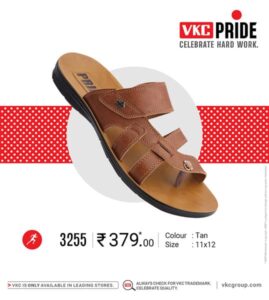 VKC PRIDE
CELEBRATE HARD WORK.
PRIDE
3255
₹ 379*.00
Colour : Tan
Size : 11x12
VKC IS ONLY AVAILABLE IN LEADING STORES.
ALWAYS CHECK FOR VKC TRADEMARK.
CELEBRATE QUALITY.
vkcgroup.com